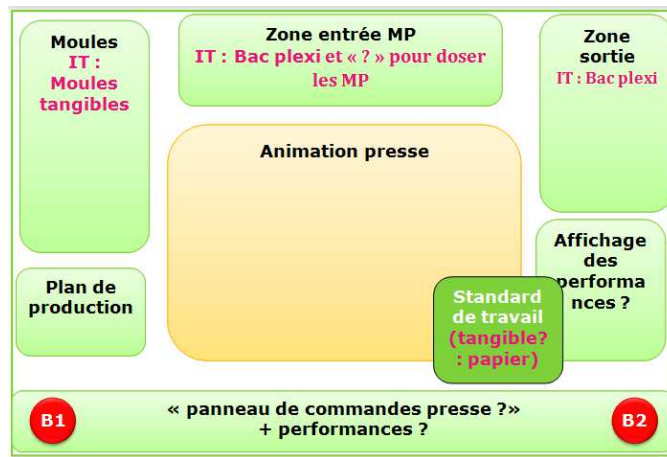 Moules
IT :
Moules
tangibles
Zone entrée MP
IT : Bac plexi et « ? » pour doser
les MP
Zone
sortie
IT : Bac plexi
Animation presse
Plan de
production
Affichage
des
performa
nces ?
Standard
de travail
(tangible?
: papier)
B1
« panneau de commandes presse ?»
+ performances ?
B2